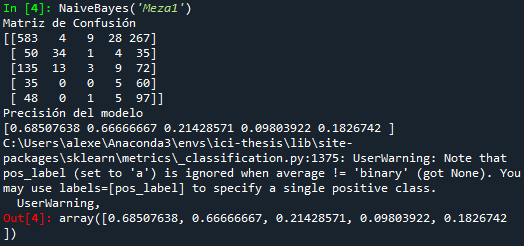 In [4]: NaiveBayes('Meza1')
Matriz de Confusión
[[583   4   9  28 267]
 [ 50  34   1   4  35]
 [135  13   3   9  72]
 [ 35   0   0   5  60]
 [ 48   0   1   5  97]]
Precisión del modelo
[0.68507638 0.66666667 0.21428571 0.09803922 0.1826742 ]
C:\Users\alexe\Anaconda3\envs\ici-thesis\lib\site-
packages\sklearn\metrics\_classification.py:1375: UserWarning: Note that
pos_label (set to 'a') is ignored when average != 'binary' (got None). You
may use labels=[pos_label] to specify a single positive class.
  UserWarning,
Out[4]: array([0.68507638, 0.66666667, 0.21428571, 0.09803922, 0.1826742
])